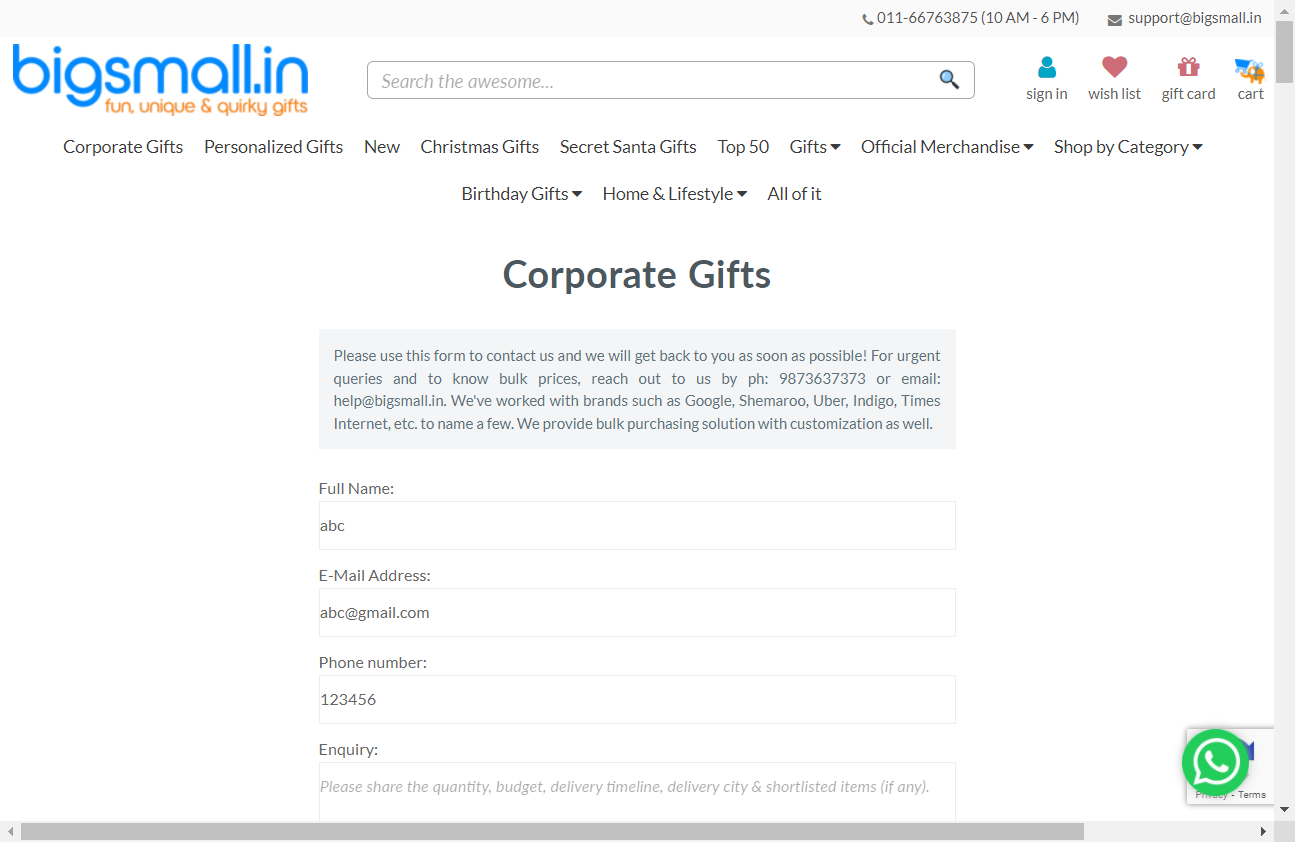 011-66763875 (10 AM - 6 PM) support@bigsmall.in
bigsmall.in
fun, unique & quirky gifts
Search the awesome...
sign in wish list gift card cart
Corporate Gifts Personalized Gifts New Christmas Gifts Secret Santa Gifts Top 50 Gifts Official Merchandise Shop by Category
Birthday Gifts Home & Lifestyle All of it
Corporate Gifts
Please use this form to contact us and we will get back to you as soon as possible! For urgent
queries and to know bulk prices, reach out to us by ph: 9873637373 or email:
help@bigsmall.in. We've worked with brands such as Google, Shemaroo, Uber, Indigo, Times
Internet, etc. to name a few. We provide bulk purchasing solution with customization as well.
Full Name:
abc
E-Mail Address:
abc@gmail.com
Phone number:
123456
Enquiry:
Please share the quantity, budget, delivery timeline, delivery city & shortlisted items (if any).
Privacy - Terms